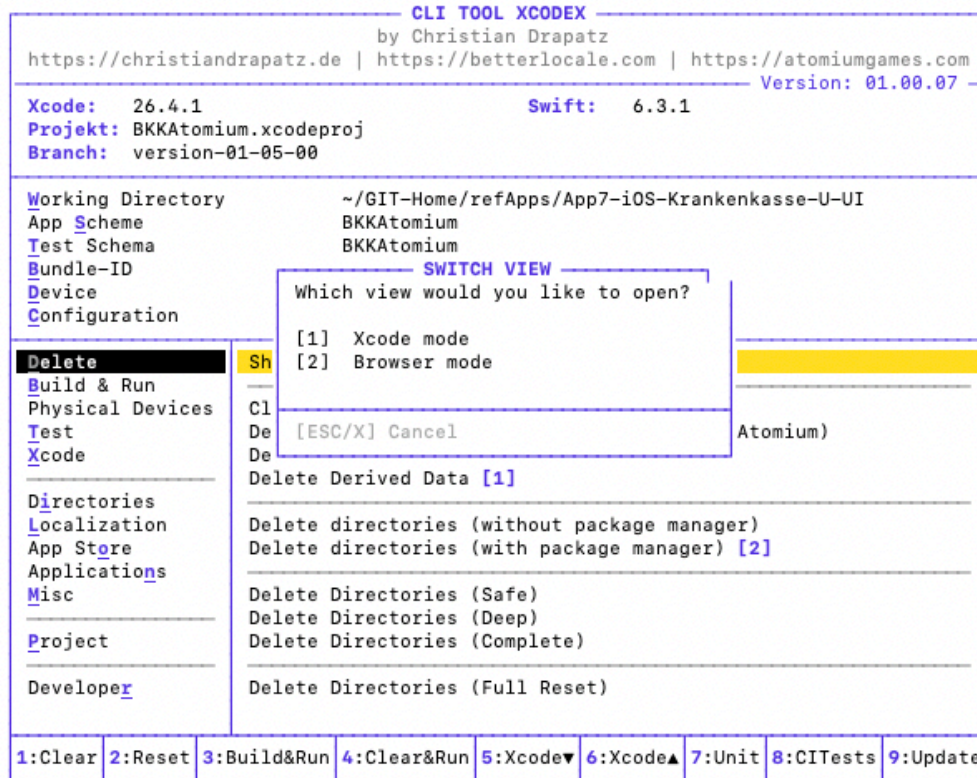 CLI TOOL XCODEX
by Christian Drapatz
https://christiandrapatz.de | https://betterlocale.com | https://atomiumgames.com
Version: 01.00.07
Xcode: 26.4.1 Swift: 6.3.1
Projekt: BKKAtomium.xcodeproj
Branch: version-01-05-00
Working Directory ~/GIT-Home/refApps/App7-iOS-Krankenkasse-U-UI
App Scheme BKKAtomium
Test Schema BKKAtomium
Bundle-ID
Device
Configuration
SWITCH VIEW
Which view would you like to open?
[1] Xcode mode
[2] Browser mode
[ESC/X] Cancel
Delete
Build & Run
Physical Devices
Test
Xcode
Directories
Localization
App Store
Applications
Misc
Project
Developer
Sh
Cl
De Atomium)
De
Delete Derived Data [1]
Delete directories (without package manager)
Delete directories (with package manager) [2]
Delete Directories (Safe)
Delete Directories (Deep)
Delete Directories (Complete)
Delete Directories (Full Reset)
1:Clear 2:Reset 3:Build&Run 4:Clear&Run 5:Xcode▼ 6:Xcode▲ 7:Unit 8:CITests 9:Updat